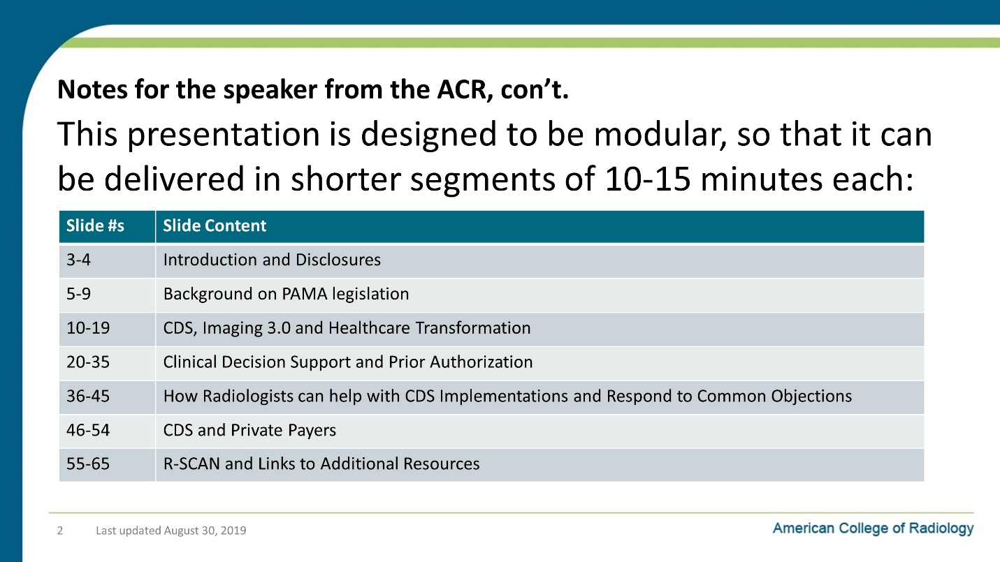 Notes for the speaker from the ACR, con’t.
This presentation is designed to be modular, so that it can
be delivered in shorter segments of 10-15 minutes each:
Slide #s Slide Content
3-4 Introduction and Disclosures
5-9 Background on PAMA legislation
10-19 CDS, Imaging 3.0 and Healthcare Transformation
20-35 Clinical Decision Support and Prior Authorization
36-45 How Radiologists can help with CDS Implementations and Respond to Common Objections
46-54 CDS and Private Payers
55-65 R-SCAN and Links to Additional Resources
2 Last updated August 30, 2019 American College of Radiology